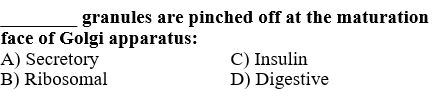 ________ granules are pinched off at the maturation
face of Golgi apparatus:
A) Secretory C) Insulin
B) Ribosomal D) Digestive